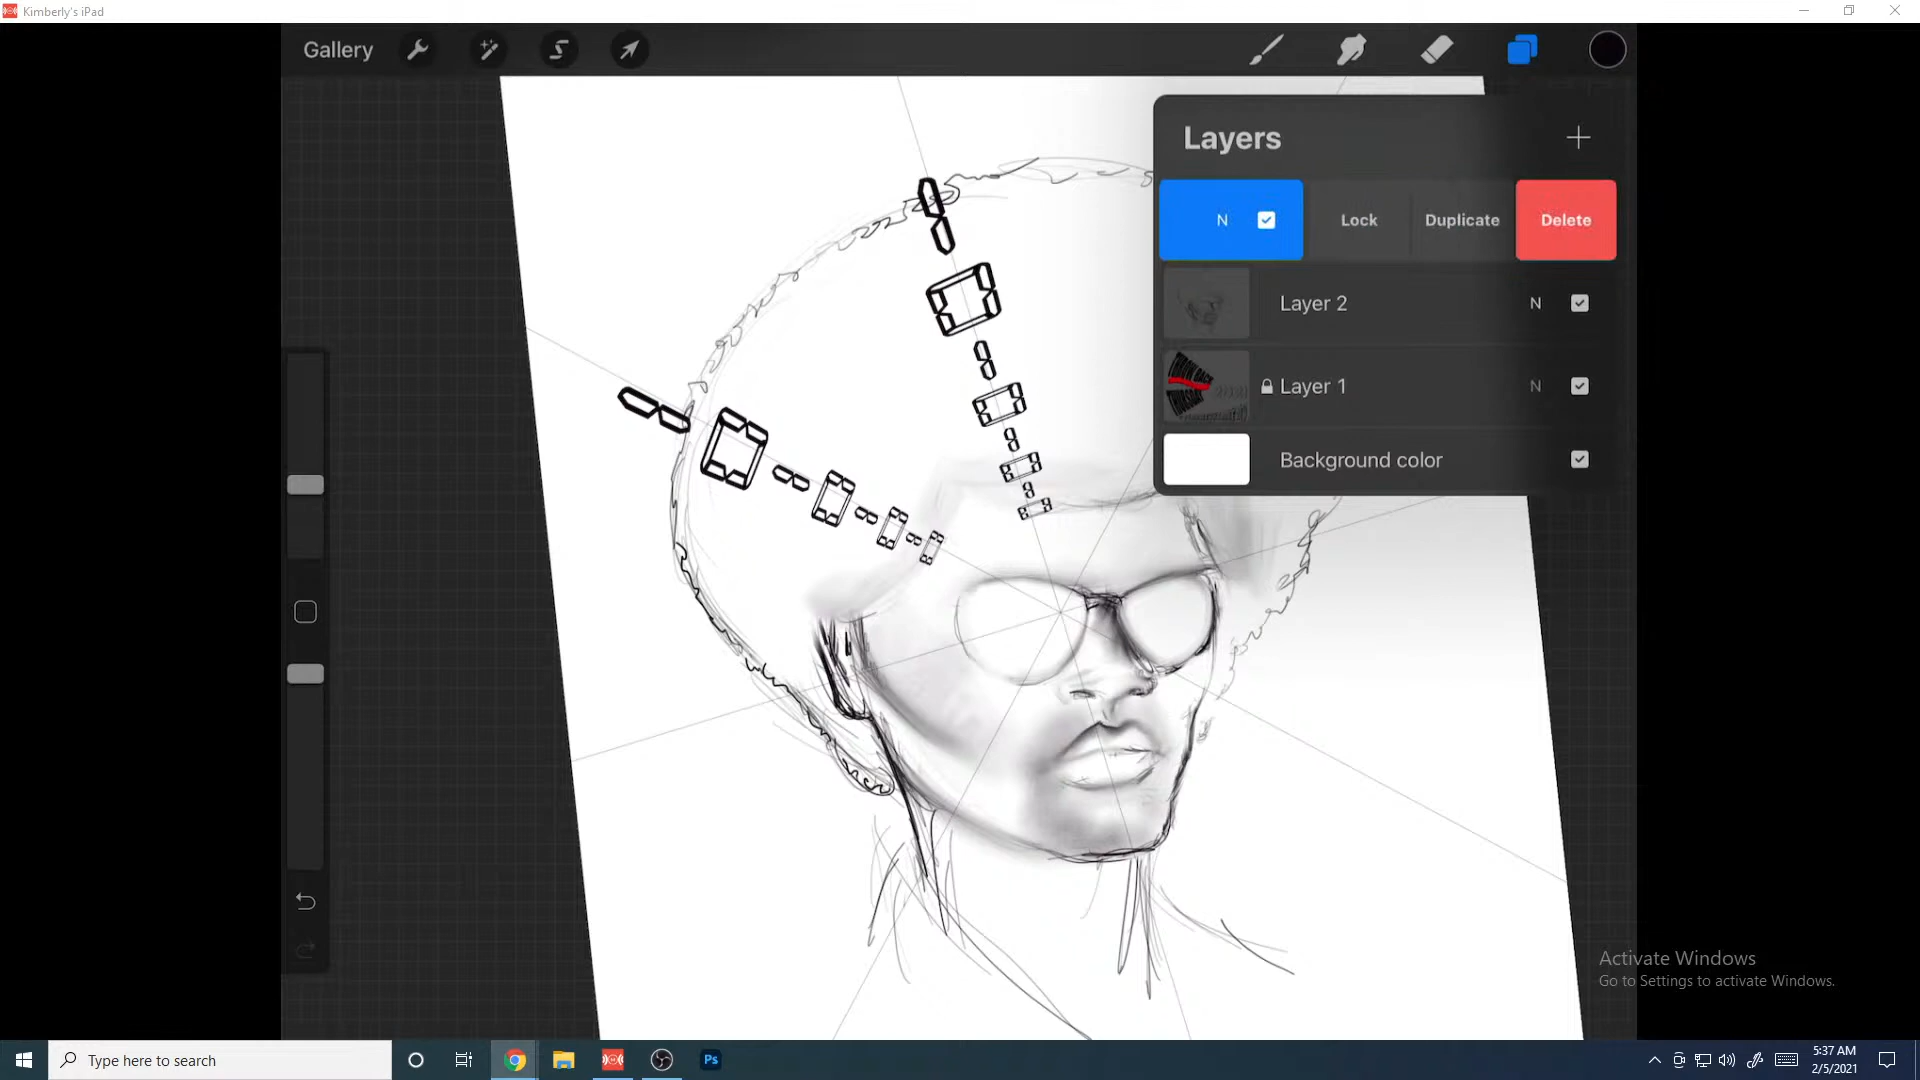 Kimberly's iPad
Gallery
Layers
N
Lock
Duplicate
Delete
Layer 2
N
Layer 1
N
Background color
Activate Windows
Go to Settings to activate Windows.
Type here to search
Ps
5:37 AM
2/5/2021